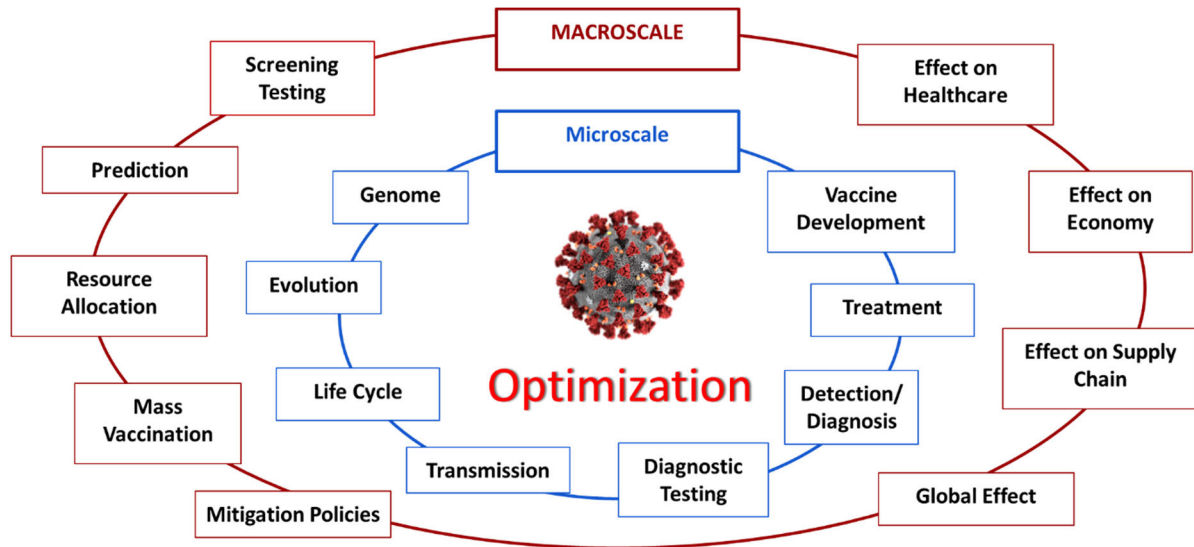 MACROSCALE
Screening
Testing
Effect on
Healthcare
Microscale
Prediction
Genome
Vaccine
Development
Effect on
Economy
Resource
Allocation
Evolution
Treatment
Optimization
Effect on Supply
Chain
Life Cycle
Detection/
Diagnosis
Mass
Vaccination
Transmission
Diagnostic
Testing
Global Effect
Mitigation Policies